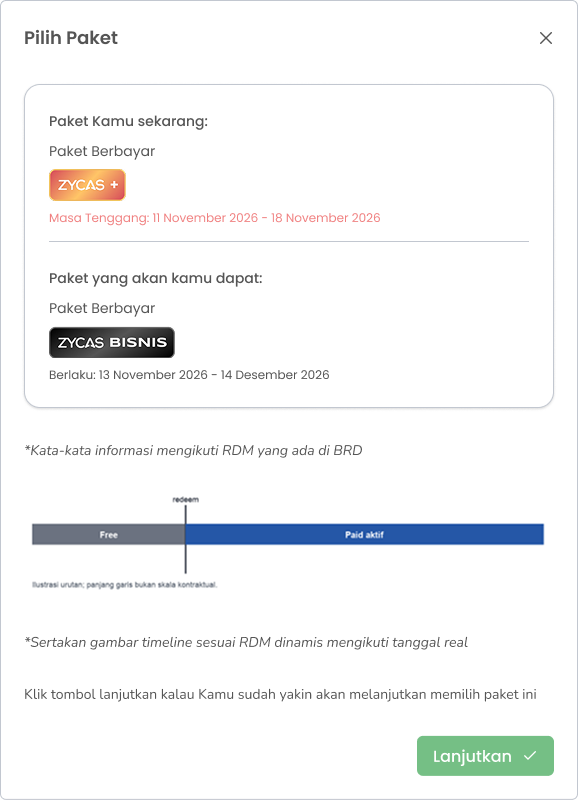 Pilih Paket
Paket Kamu sekarang:
Paket Berbayar
ZYCAS +
Masa Tenggang: 11 November 2026 - 18 November 2026
Paket yang akan kamu dapat:
Paket Berbayar
ZYCAS BISNIS
Berlaku: 13 November 2026 - 14 Desember 2026
*Kata-kata informasi mengikuti RDM yang ada di BRD
redeem
Free
Paid aktif
Ilustrasi urutan; panjang garis bukan skala kontraktual.
*Sertakan gambar timeline sesuai RDM dinamis mengikuti tanggal real
Klik tombol lanjutkan kalau Kamu sudah yakin akan melanjutkan memilih paket ini
Lanjutkan